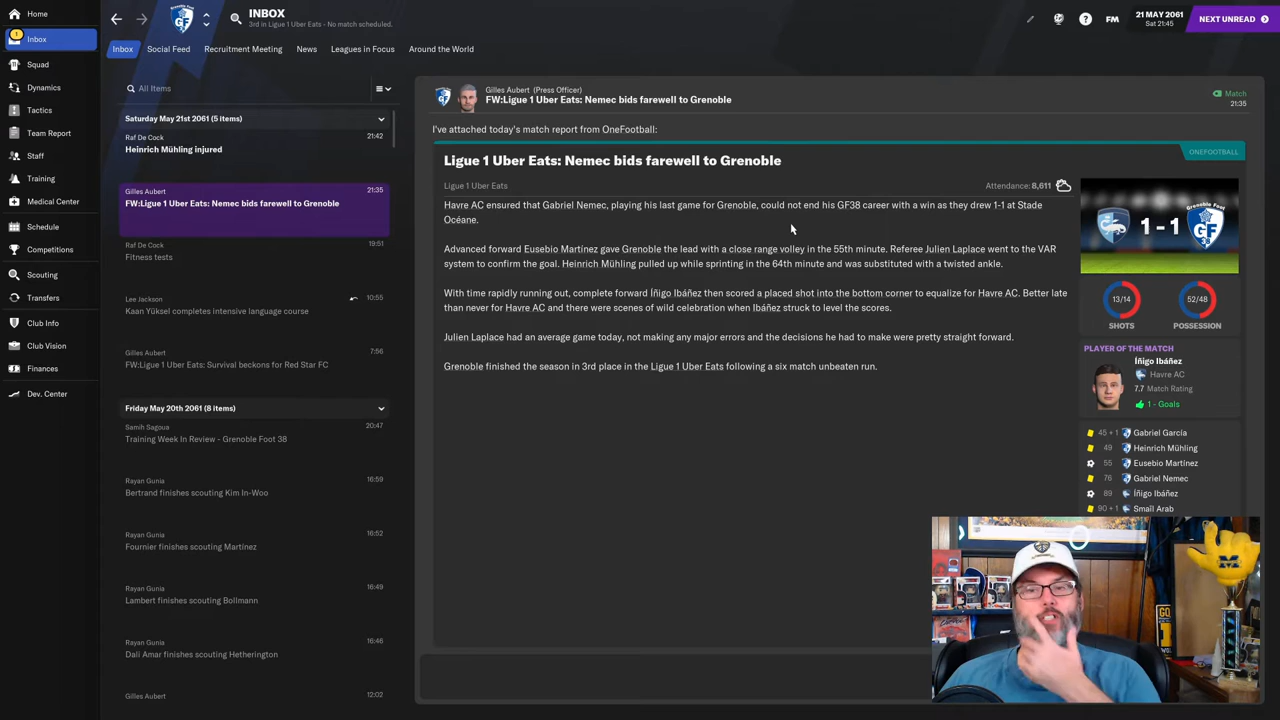 Home
Inbox
Squad
Dynamics
Tactics
Team Report
Staff
Training
Medical Center
Schedule
Competitions
Scouting
Transfers
Club Info
Club Vision
Finances
Dev. Center
INBOX
3rd in Ligue 1 Uber Eats - No match scheduled.
FM
21 MAY 2061
Sat 21:45
NEXT UNREAD
Inbox Social Feed Recruitment Meeting News Leagues in Focus Around the World
All Items
Saturday May 21st 2061 (5 items)
Raf De Cock 21:42
Heinrich Mühling injured
Gilles Aubert 21:35
FW:Ligue 1 Uber Eats: Nemec bids farewell to Grenoble
Raf De Cock 19:51
Fitness tests
Lee Jackson 10:55
Kaan Yüksel completes intensive language course
Gilles Aubert 7:56
FW:Ligue 1 Uber Eats: Survival beckons for Red Star FC
Friday May 20th 2061 (8 items)
Samih Sagoua 20:47
Training Week In Review - Grenoble Foot 38
Rayan Gunia 16:59
Bertrand finishes scouting Kim In-Woo
Rayan Gunia 16:52
Fournier finishes scouting Martínez
Rayan Gunia 16:49
Lambert finishes scouting Bollmann
Rayan Gunia 16:46
Dali Amar finishes scouting Hetherington
Gilles Aubert 12:02
Gilles Aubert (Press Officer)
FW:Ligue 1 Uber Eats: Nemec bids farewell to Grenoble
Match
21:35
I've attached today's match report from OneFootball:
ONEFOOTBALL
Ligue 1 Uber Eats: Nemec bids farewell to Grenoble
Ligue 1 Uber Eats Attendance: 8,611
Havre AC ensured that Gabriel Nemec, playing his last game for Grenoble, could not end his GF38 career with a win as they drew 1-1 at Stade
Océane.
Advanced forward Eusebio Martínez gave Grenoble the lead with a close range volley in the 55th minute. Referee Julien Laplace went to the VAR
system to confirm the goal. Heinrich Mühling pulled up while sprinting in the 64th minute and was substituted with a twisted ankle.
With time rapidly running out, complete forward Íñigo Ibáñez then scored a placed shot into the bottom corner to equalize for Havre AC. Better late
than never for Havre AC and there were scenes of wild celebration when Ibáñez struck to level the scores.
Julien Laplace had an average game today, not making any major errors and the decisions he had to make were pretty straight forward.
Grenoble finished the season in 3rd place in the Ligue 1 Uber Eats following a six match unbeaten run.
1 - 1
13/14 52/48
SHOTS POSSESSION
PLAYER OF THE MATCH
Íñigo Ibáñez
Havre AC
7.7 Match Rating
1 - Goals
45 + 1 Gabriel García
49 Heinrich Mühling
55 Eusebio Martínez
76 Gabriel Nemec
89 Íñigo Ibáñez
90 + 1 Smaïl Arab